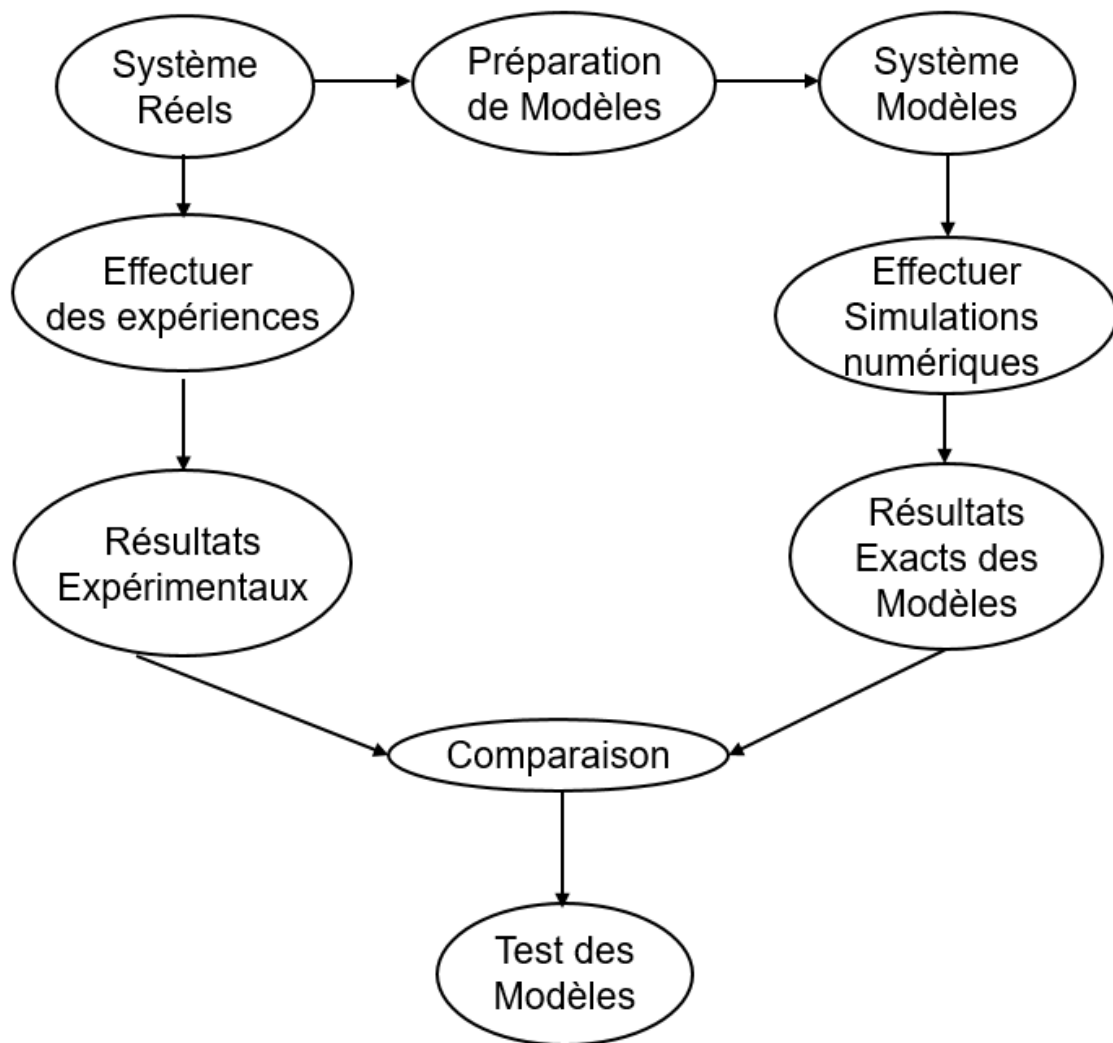 Système
Réels
Préparation
de Modèles
Système
Modèles
Effectuer
des expériences
Effectuer
Simulations
numériques
Résultats
Expérimentaux
Résultats
Exacts des
Modèles
Comparaison
Test des
Modèles